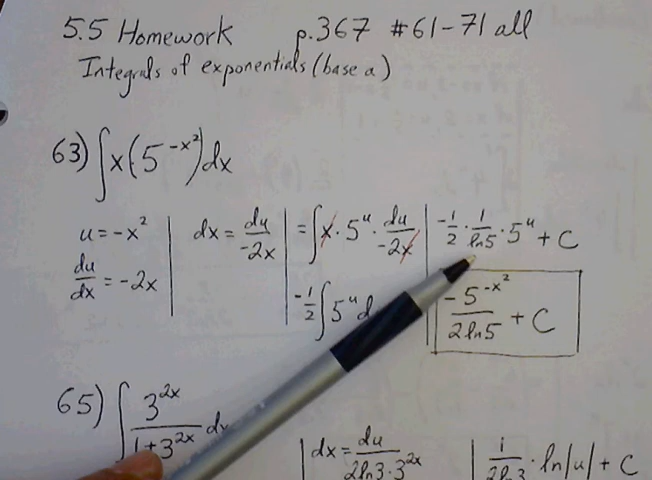 5.5 Homework p.367 #61-71 all
Integrals of exponentials (base a)
63) ∫x(5^-x²)dx
u = -x²
du/dx = -2x
dx = du/-2x
= ∫x · 5^u · du/-2x
-1/2 ∫5^u d
-1/2 · 1/ln5 · 5^u + C
-5^-x²/2ln5 + C
65) ∫3^2x/1+3^2x dx
dx = du/2ln3·3^2x
1/2ln3 · ln|u| + C